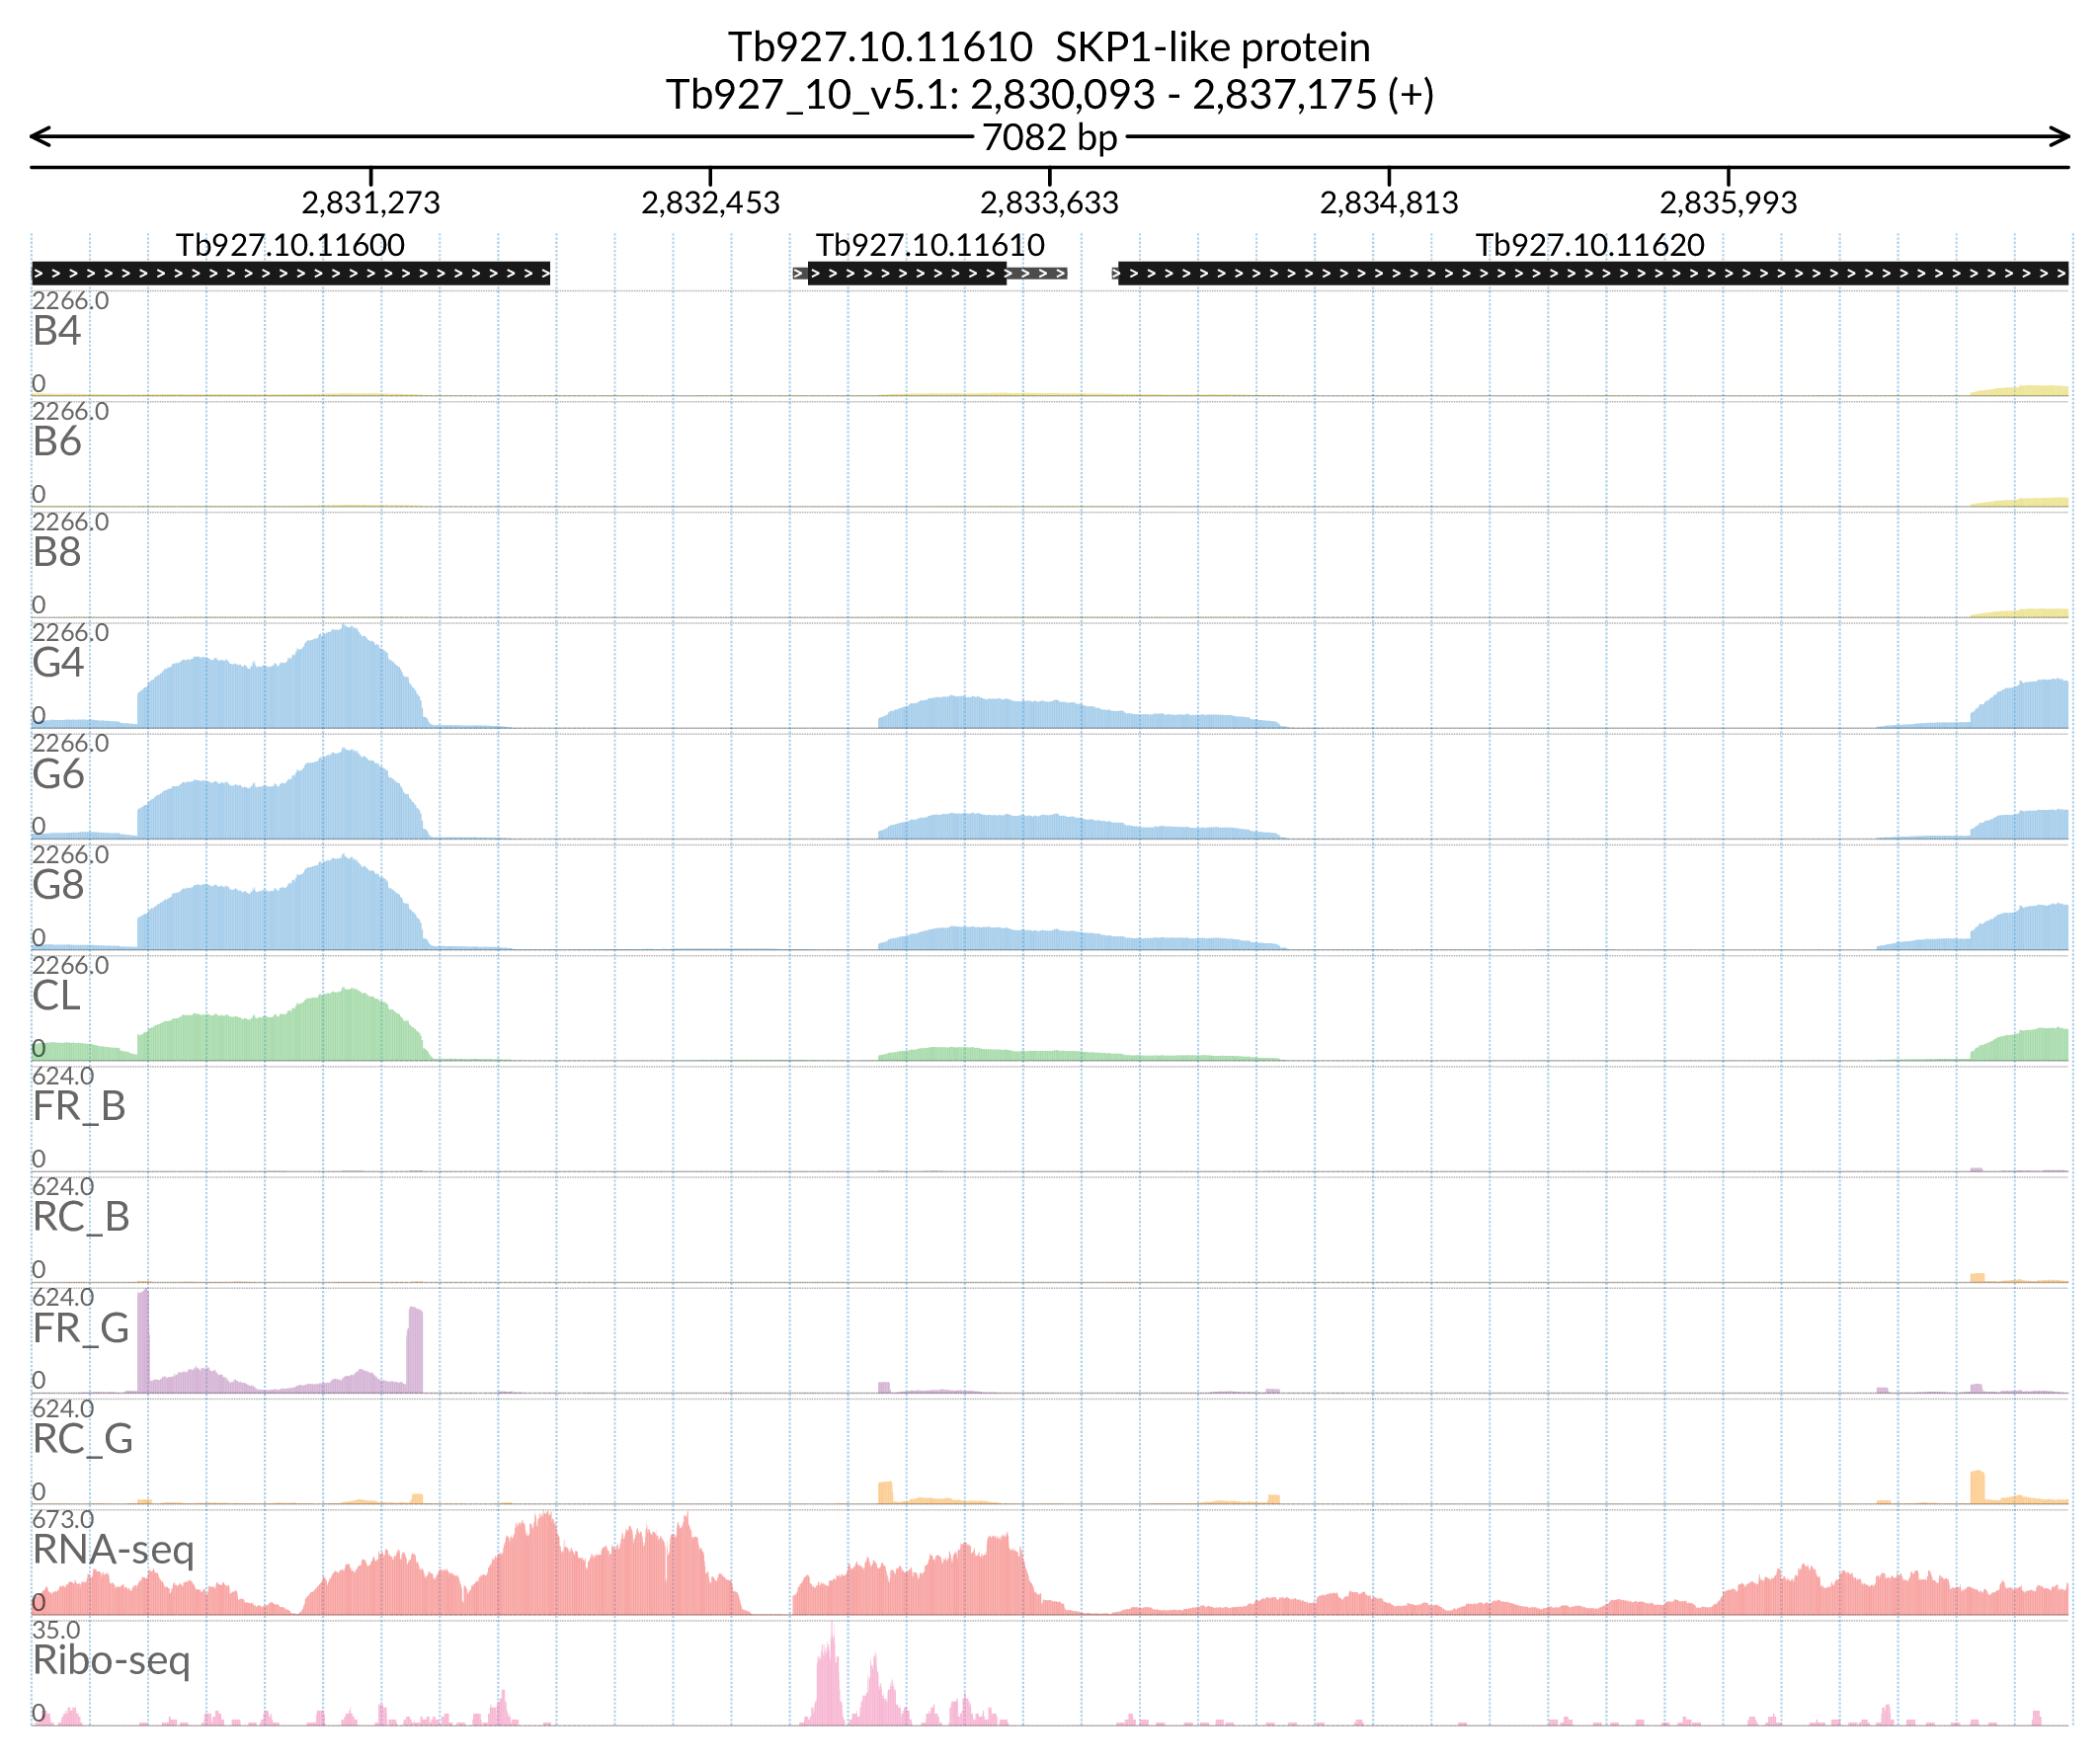 Tb927.10.11610  SKP1-like protein
Tb927_10_v5.1: 2,830,093 - 2,837,175 (+)
7082 bp
2,831,273 2,832,453 2,833,633 2,834,813 2,835,993
Tb927.10.11600 Tb927.10.11610 Tb927.10.11620
2266.0
B4
0
2266.0
B6
0
2266.0
B8
0
2266.0
G4
0
2266.0
G6
0
2266.0
G8
0
2266.0
CL
0
624.0
FR_B
0
624.0
RC_B
0
624.0
FR_G
0
624.0
RC_G
0
673.0
RNA-seq
0
35.0
Ribo-seq
0